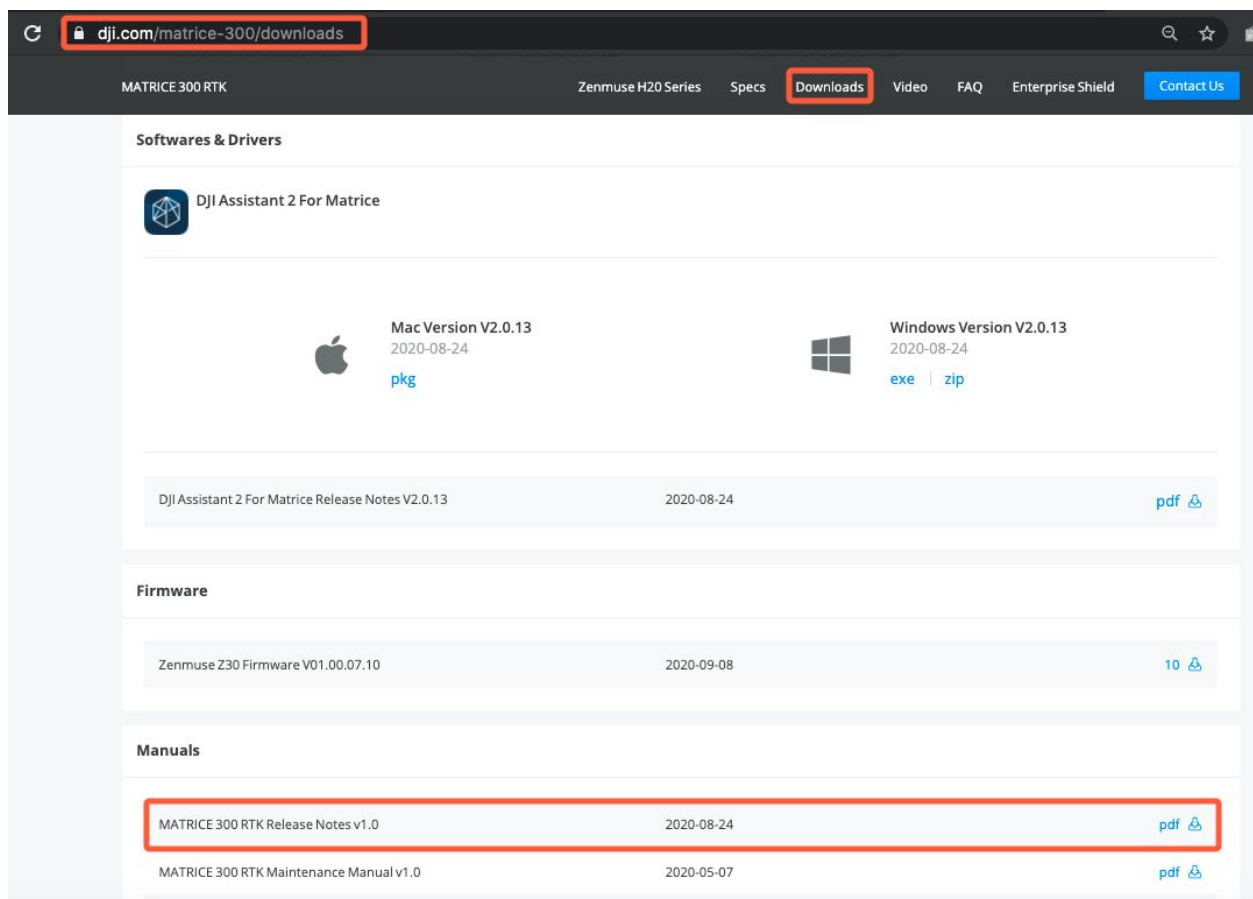 dji.com/matrice-300/downloads
MATRICE 300 RTK Zenmuse H20 Series Specs Downloads Video FAQ Enterprise Shield Contact Us
Softwares & Drivers
DJI Assistant 2 For Matrice
Mac Version V2.0.13
2020-08-24
pkg
Windows Version V2.0.13
2020-08-24
exe zip
DJI Assistant 2 For Matrice Release Notes V2.0.13 2020-08-24 pdf
Firmware
Zenmuse Z30 Firmware V01.00.07.10 2020-09-08 10
Manuals
MATRICE 300 RTK Release Notes v1.0 2020-08-24 pdf
MATRICE 300 RTK Maintenance Manual v1.0 2020-05-07 pdf